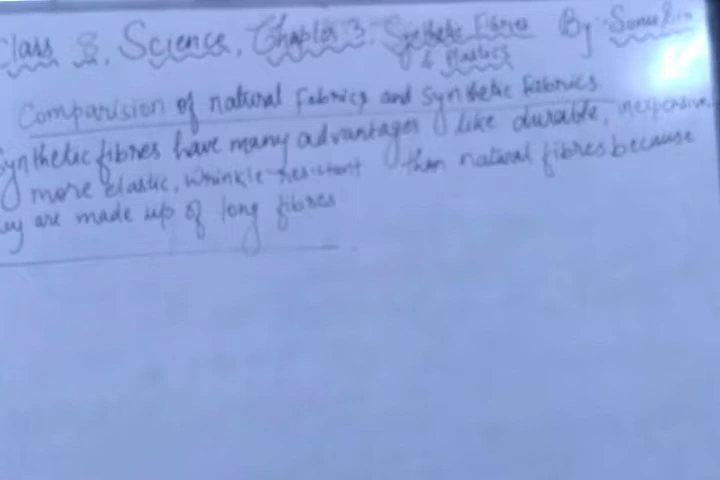 Class 8, Science, Chapter 3. Synthetic Fibres By
& Plastics
Comparision of natural Fabrics and Synthetic Fabrics
Synthetic fibres have many advantages like durable, inexpensive
more elastic, wrinkle resistant than natural fibres because
they are made up of long fibres